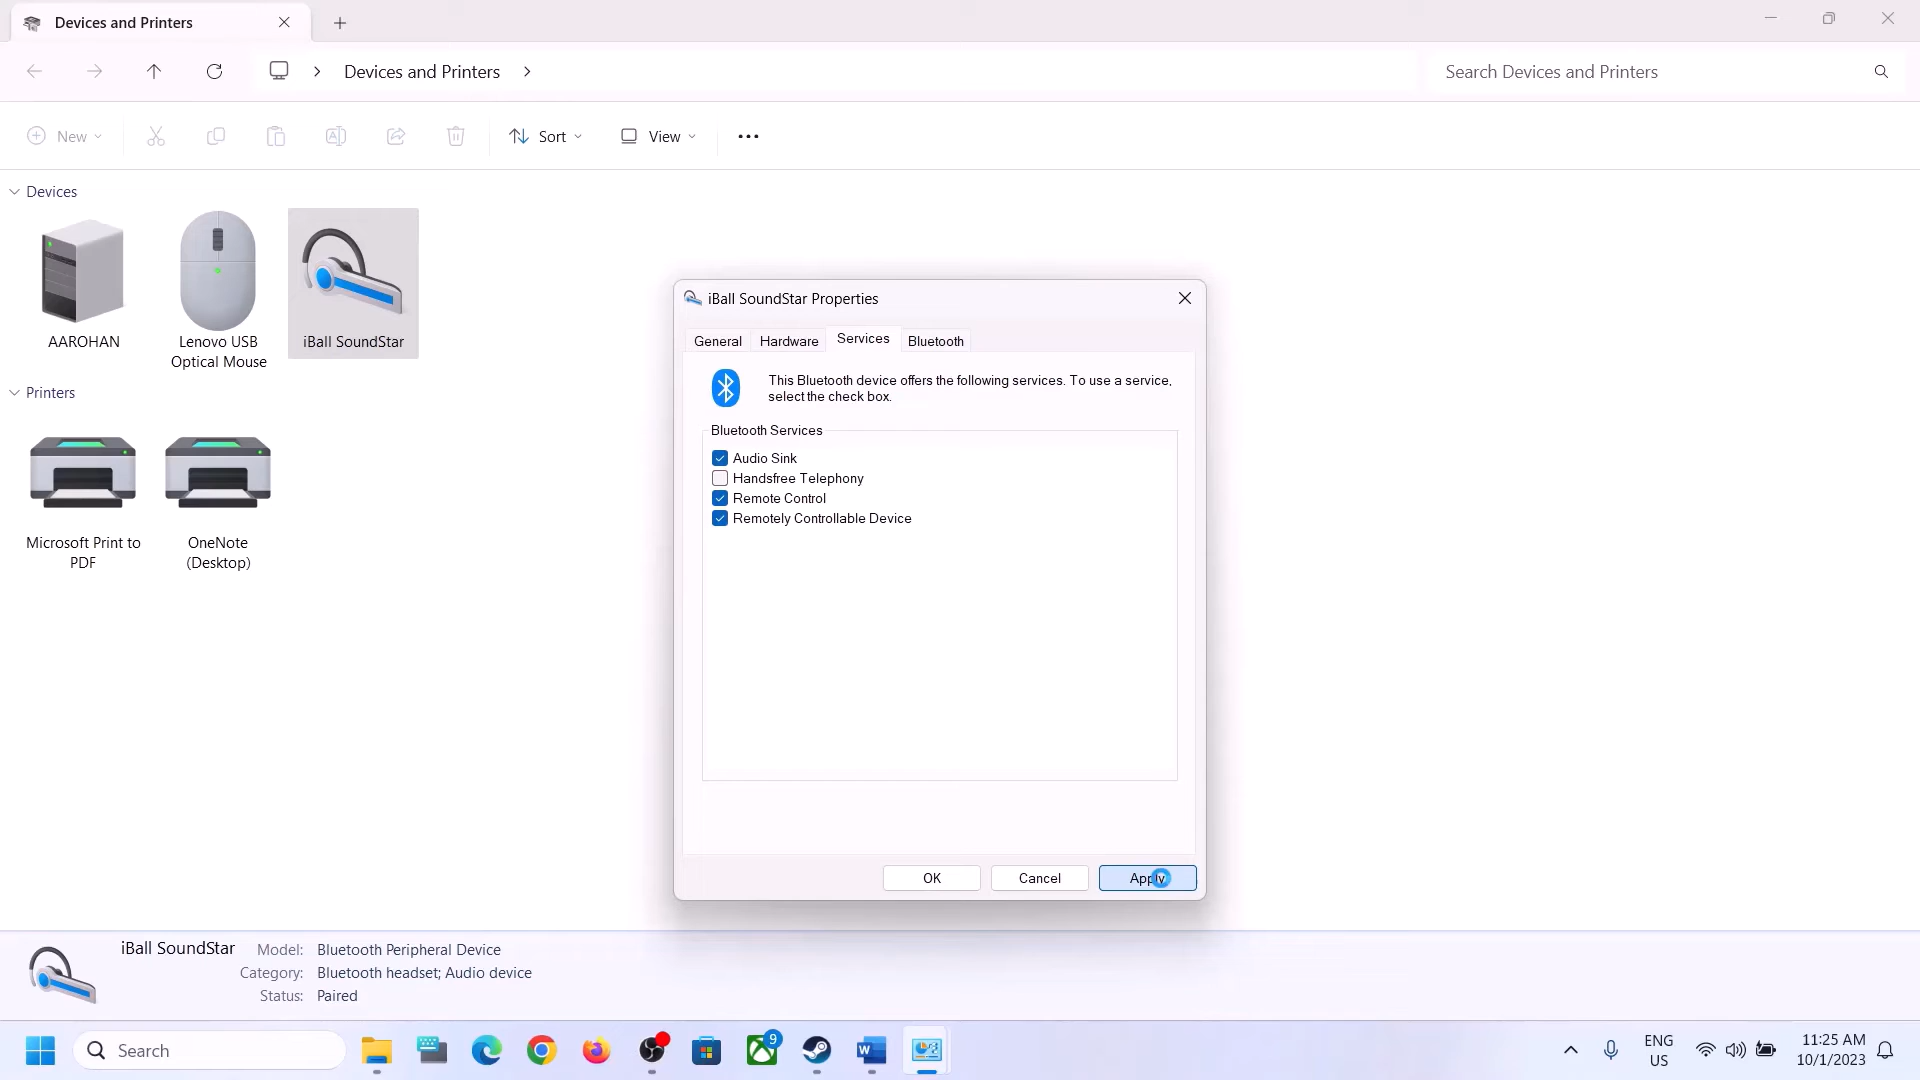 Devices and Printers
Devices and Printers
Search Devices and Printers
New
Sort
View
Devices
AAROHAN
Lenovo USB
Optical Mouse
iBall SoundStar
Printers
Microsoft Print to
PDF
OneNote
(Desktop)
iBall SoundStar Properties
General
Hardware
Services
Bluetooth
This Bluetooth device offers the following services. To use a service,
select the check box.
Bluetooth Services
Audio Sink
Handsfree Telephony
Remote Control
Remotely Controllable Device
OK
Cancel
Apply
iBall SoundStar
Model: Bluetooth Peripheral Device
Category: Bluetooth headset; Audio device
Status: Paired
Search
9
ENG
US
11:25 AM
10/1/2023